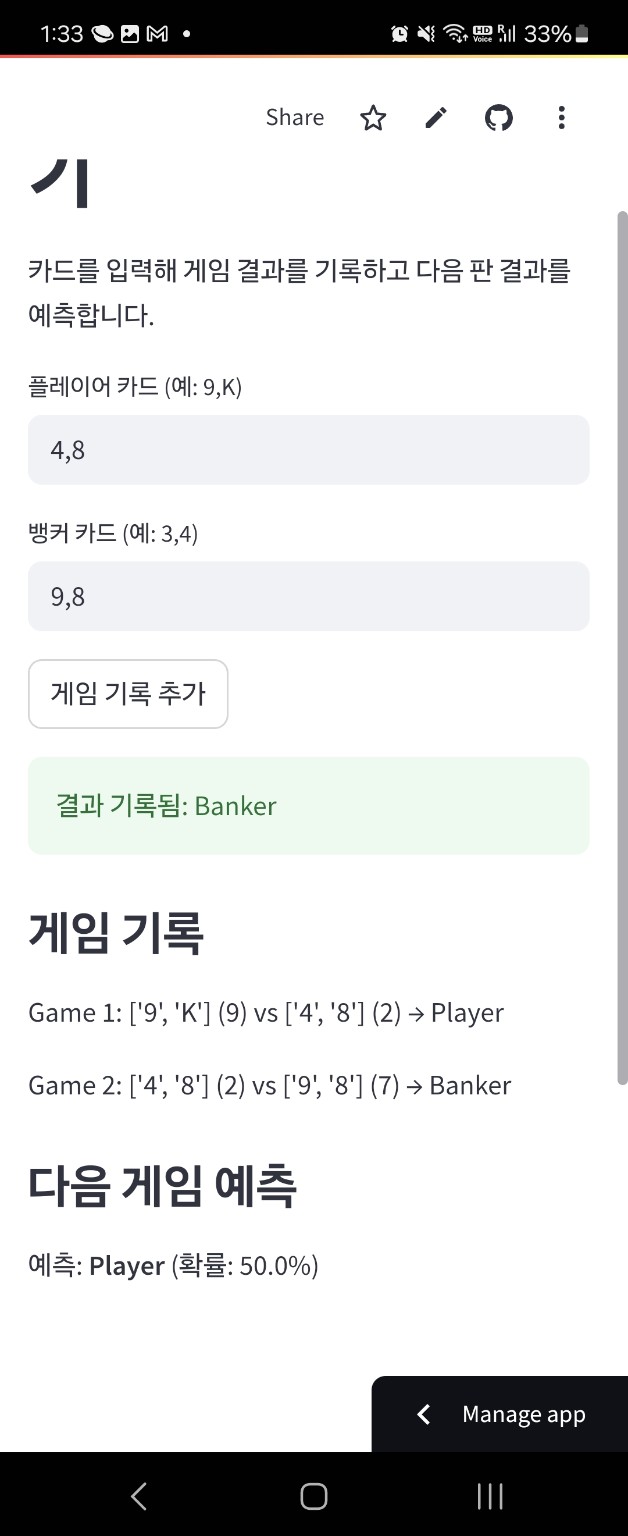 1:33
HD Voice R 33%
Share
기
카드를 입력해 게임 결과를 기록하고 다음 판 결과를
예측합니다.
플레이어 카드 (예: 9,K)
4,8
뱅커 카드 (예: 3,4)
9,8
게임 기록 추가
결과 기록됨: Banker
게임 기록
Game 1: ['9', 'K'] (9) vs ['4', '8'] (2) → Player
Game 2: ['4', '8'] (2) vs ['9', '8'] (7) → Banker
다음 게임 예측
예측: Player (확률: 50.0%)
Manage app